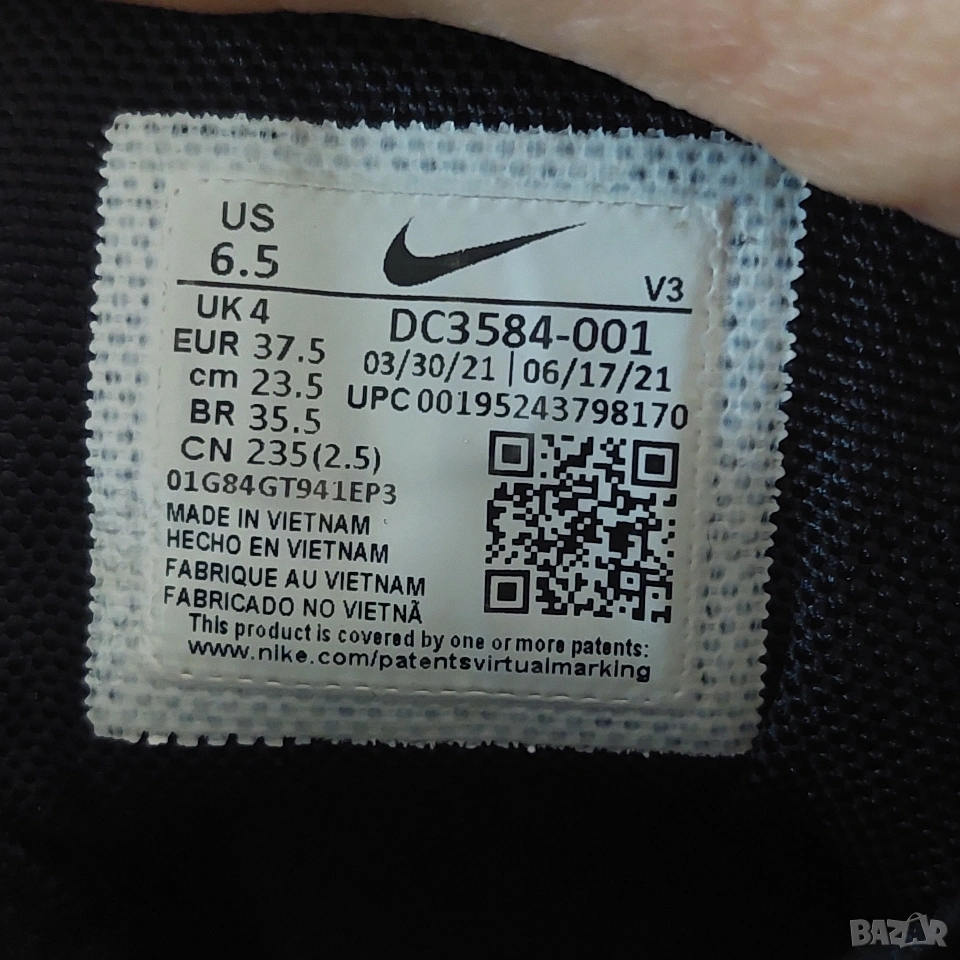 US
6.5
V3
UK 4
EUR 37.5
cm 23.5
BR 35.5
CN 235(2.5)
DC3584-001
03/30/21 | 06/17/21
UPC 00195243798170
01G84GT941EP3
MADE IN VIETNAM
HECHO EN VIETNAM
FABRIQUE AU VIETNAM
FABRICADO NO VIETNÃ
This product is covered by one or more patents:
www.nike.com/patentsvirtualmarking
BAZAR